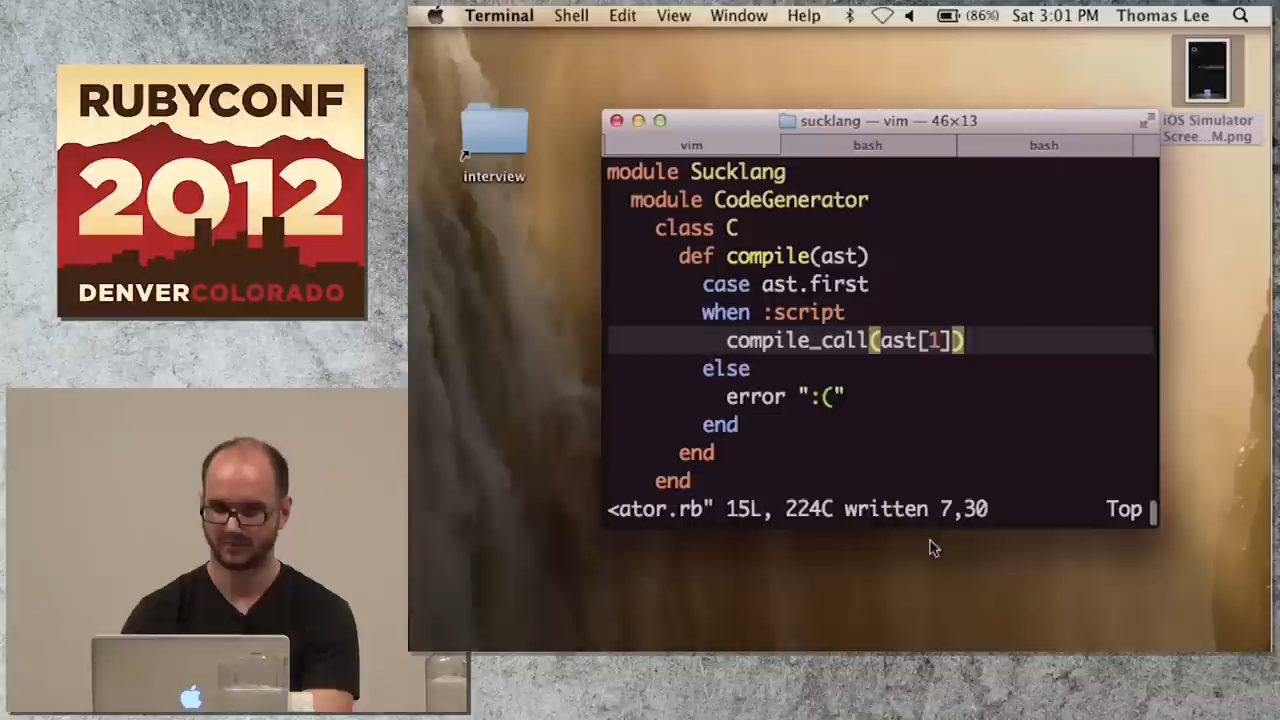 Terminal Shell Edit View Window Help (86%) Sat 3:01 PM Thomas Lee
RUBYCONF
2012
DENVERCOLORADO
interview
iOS Simulator
Scree...M.png
sucklang — vim — 46×13
vim bash bash
module Sucklang
module CodeGenerator
class C
def compile(ast)
case ast.first
when :script
compile_call(ast[1])
else
error ":("
end
end
end
<ator.rb" 15L, 224C written 7,30 Top